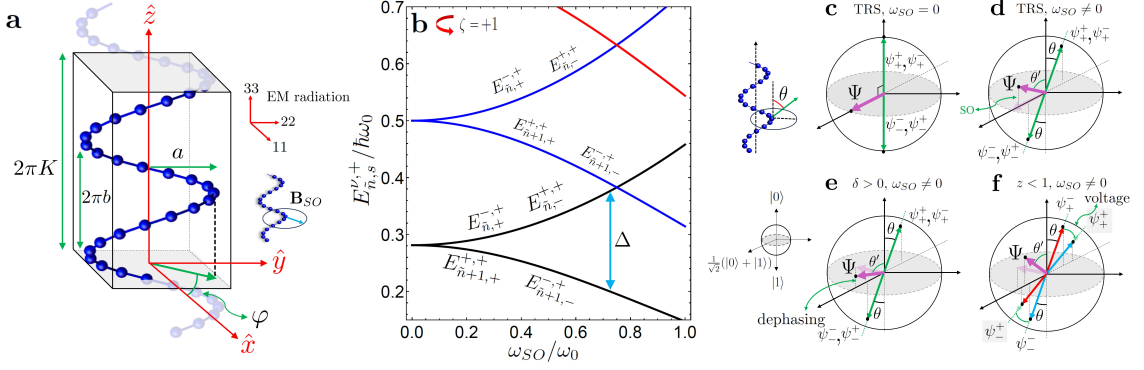 a
ẑ
33
EM radiation
22
11
a
2πK
2πb
B_SO
ŷ
φ
x̂
b
ζ = +1
E^{ν,+}_{ñ,s}/ħω₀
0.7
0.6
0.5
0.4
0.3
0.2
0.0 0.2 0.4 0.6 0.8 1.0
ω_SO/ω₀
E^{-,+}_{ñ,+} E^{+,+}_{ñ,-}
E^{+,+}_{ñ+1,+} E^{-,+}_{ñ+1,-}
E^{-,+}_{ñ,+} E^{+,+}_{ñ,-}
E^{+,+}_{ñ+1,+} E^{-,+}_{ñ+1,-}
Δ
θ
|0⟩
1/√2(|0⟩ + |1⟩)
|1⟩
c
TRS, ω_SO = 0
ψ^+_+, ψ^-_+
Ψ
ψ^-_-, ψ^+_-
d
TRS, ω_SO ≠ 0
ψ^+_+, ψ^-_+
θ
θ'
Ψ
SO
θ
ψ^-_-, ψ^+_-
e
δ > 0, ω_SO ≠ 0
ψ^+_+, ψ^-_+
θ
θ'
Ψ
θ
dephasing
ψ^-_-, ψ^+_-
f
z < 1, ω_SO ≠ 0
ψ^-_+
voltage
ψ^+_+
θ
θ'
Ψ
θ
ψ^+_-
ψ^-_-